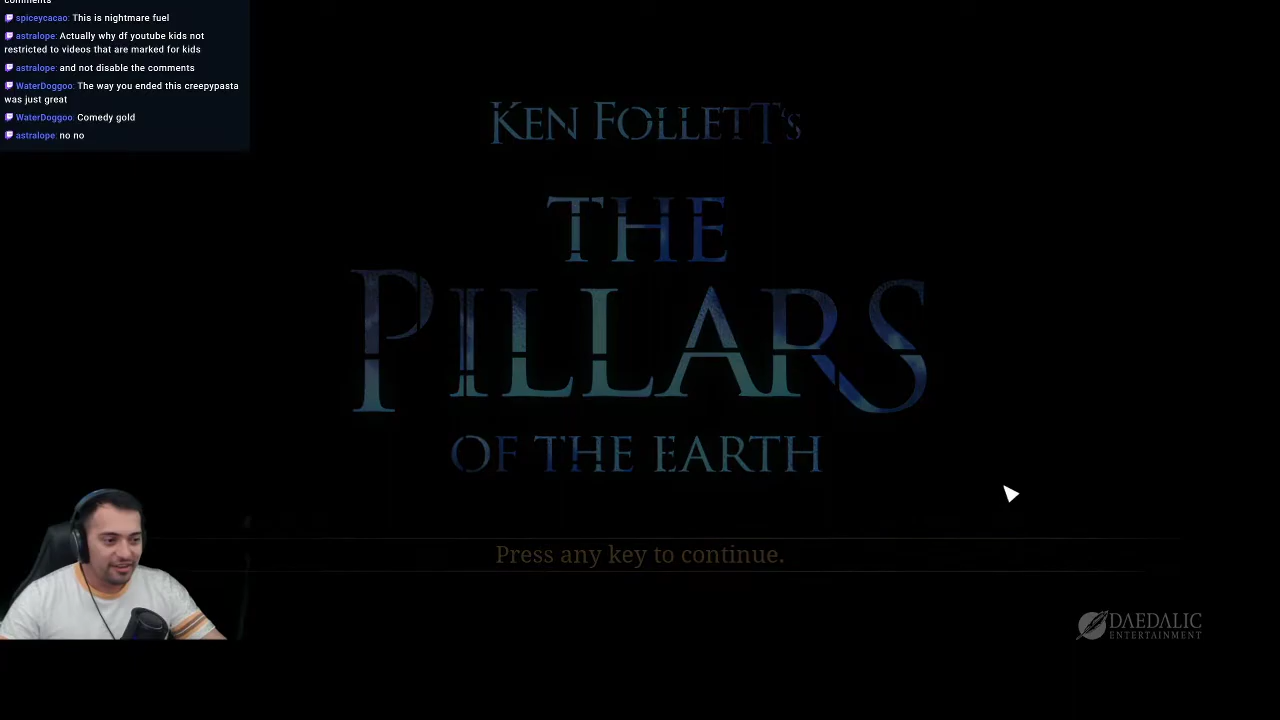 comments
spiceycacao: This is nightmare fuel
astralope: Actually why df youtube kids not
restricted to videos that are marked for kids
astralope: and not disable the comments
WaterDoggoo: The way you ended this creepypasta
was just great
WaterDoggoo: Comedy gold
astralope: no no
KEN FOLLETT's
THE
PILLARS
OF THE EARTH
Press any key to continue.
DAEDALIC
ENTERTAINMENT